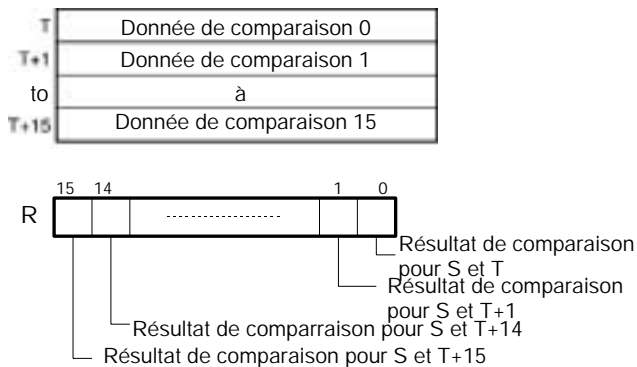 T Donnée de comparaison 0
T+1 Donnée de comparaison 1
to à
T+15 Donnée de comparaison 15
15 14 1 0
R
Résultat de comparaison
pour S et T
Résultat de comparaison
pour S et T+1
Résultat de comparraison pour S et T+14
Résultat de comparaison pour S et T+15